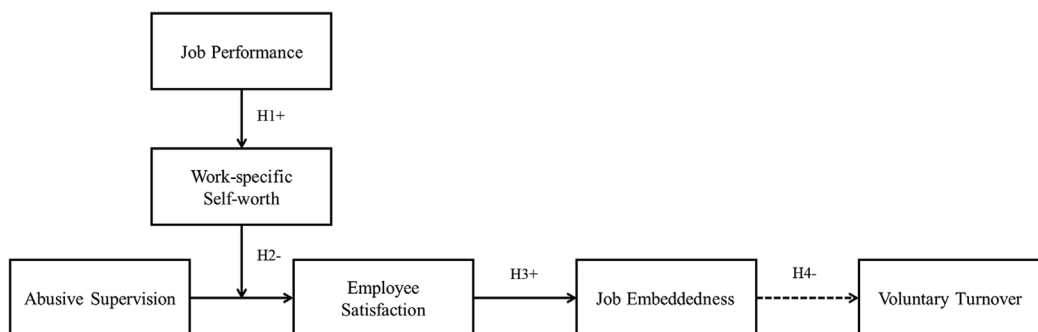 Job Performance
H1+
Work-specific
Self-worth
H2-
Abusive Supervision
Employee
Satisfaction
H3+
Job Embeddedness
H4-
Voluntary Turnover